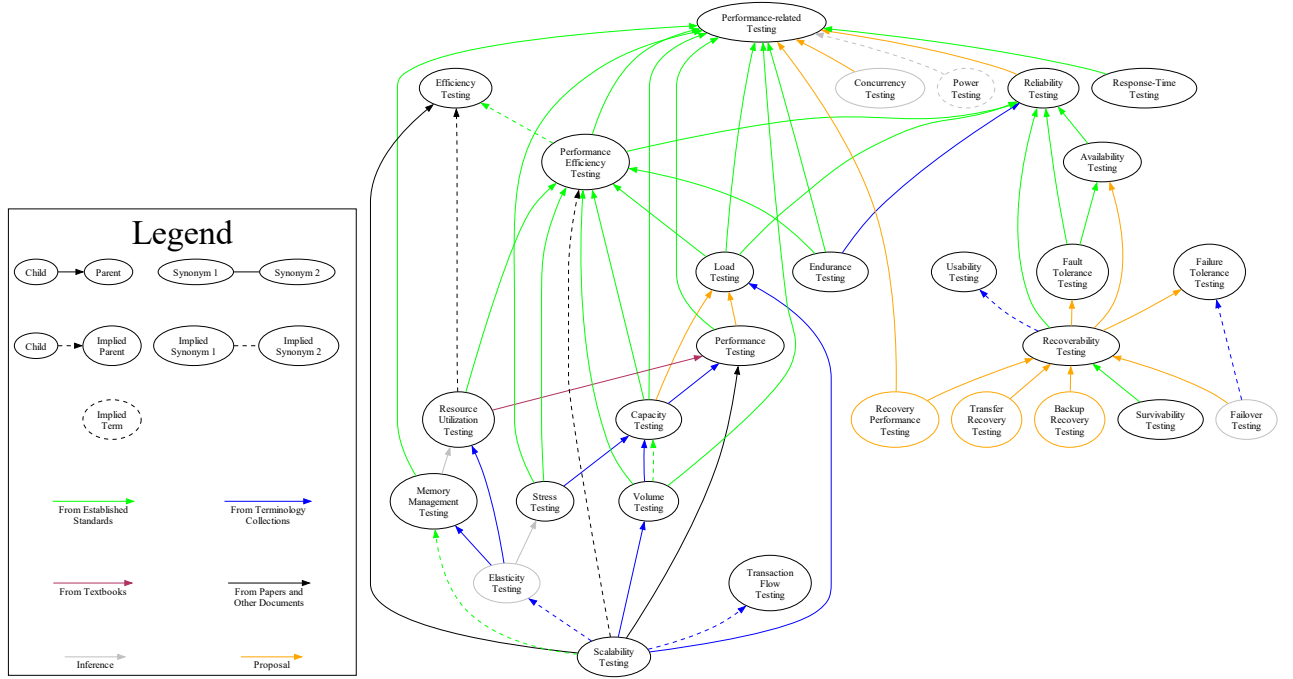 Performance-related
Testing
Efficiency
Testing
Concurrency
Testing
Power
Testing
Reliability
Testing
Response-Time
Testing
Performance
Efficiency
Testing
Availability
Testing
Legend
Child
Parent
Synonym 1
Synonym 2
Load
Testing
Endurance
Testing
Usability
Testing
Fault
Tolerance
Testing
Failure
Tolerance
Testing
Child
Implied
Parent
Implied
Synonym 1
Implied
Synonym 2
Performance
Testing
Recoverability
Testing
Implied
Term
Resource
Utilization
Testing
Capacity
Testing
Recovery
Performance
Testing
Transfer
Recovery
Testing
Backup
Recovery
Testing
Survivability
Testing
Failover
Testing
From Established
Standards
From Terminology
Collections
Memory
Management
Testing
Stress
Testing
Volume
Testing
From Textbooks
From Papers and
Other Documents
Elasticity
Testing
Transaction
Flow
Testing
Inference
Proposal
Scalability
Testing